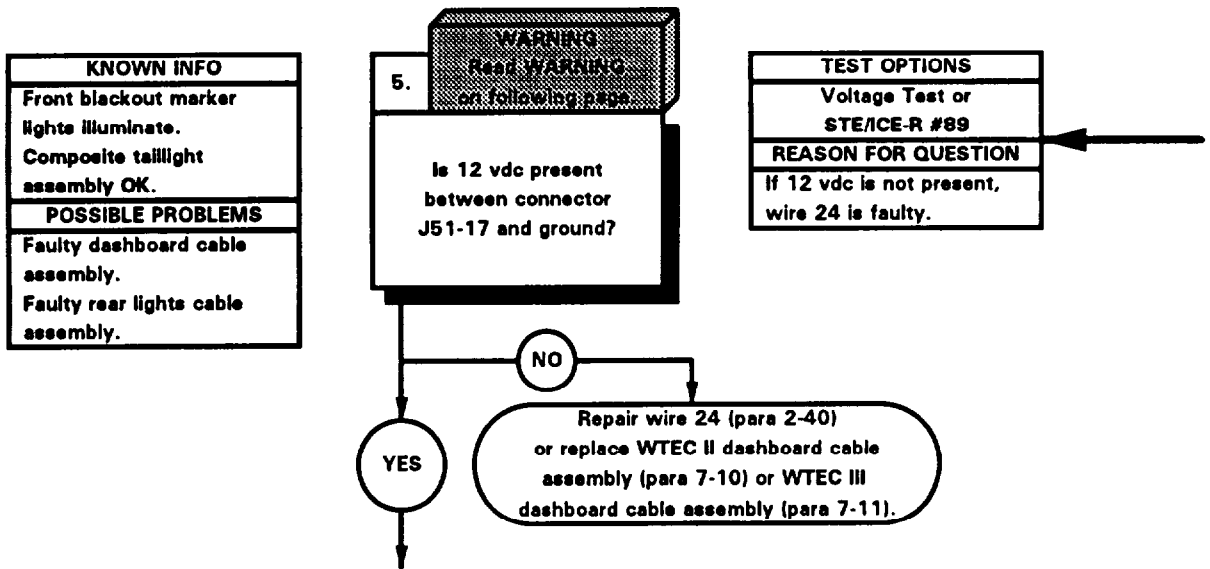 KNOWN INFO
Front blackout marker
lights illuminate.
Composite taillight
assembly OK.
POSSIBLE PROBLEMS
Faulty dashboard cable
assembly.
Faulty rear lights cable
assembly.
5.
WARNING
Read WARNING
on following page.
Is 12 vdc present
between connector
J51-17 and ground?
TEST OPTIONS
Voltage Test or
STE/ICE-R #89
REASON FOR QUESTION
If 12 vdc is not present,
wire 24 is faulty.
NO
YES
Repair wire 24 (para 2-40)
or replace WTEC II dashboard cable
assembly (para 7-10) or WTEC III
dashboard cable assembly (para 7-11).